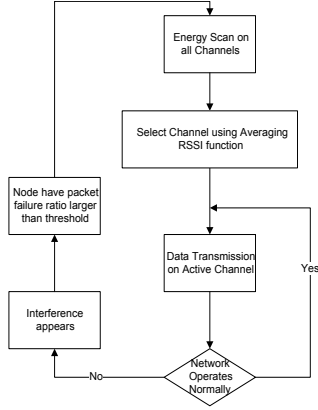 Energy Scan on
all Channels
Select Channel using Averaging
RSSI function
Node have packet
failure ratio larger
than threshold
Data Transmission
on Active Channel
Yes
Interference
appears
Network
Operates
Normally
No